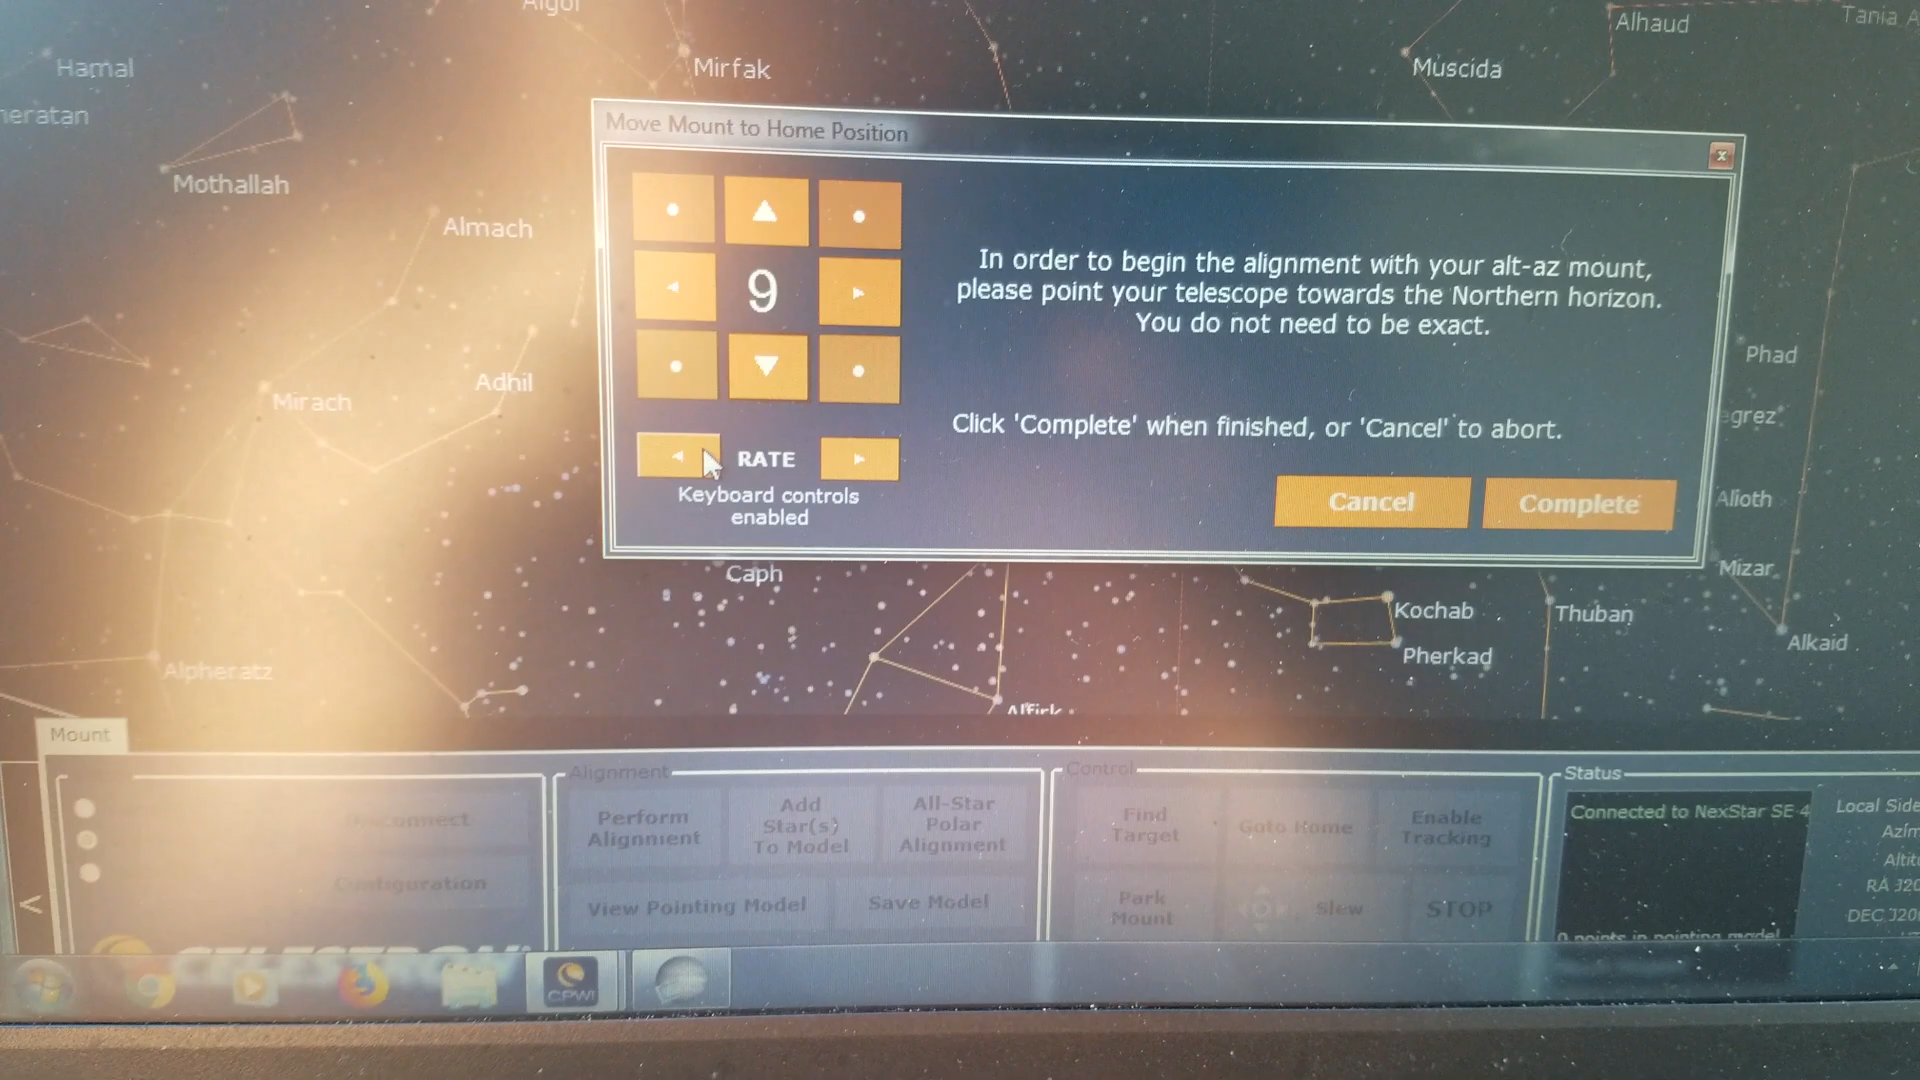 Algol
Hamal
Mirfak
Muscida
Alhaud
Tania A
heratan
Mothallah
Almach
Mirach
Adhil
Alpheratz
Move Mount to Home Position
9
In order to begin the alignment with your alt-az mount,
please point your telescope towards the Northern horizon.
You do not need to be exact.
Click 'Complete' when finished, or 'Cancel' to abort.
RATE
Keyboard controls
enabled
Cancel
Complete
Phad
egrez
Alioth
Mizar
Alkaid
Caph
Kochab
Pherkad
Thuban
Alfirk
Mount
Disconnect
Configuration
CELESTRON
Alignment
Perform
Alignment
Add
Star(s)
To Model
All-Star
Polar
Alignment
View Pointing Model
Save Model
Control
Find
Target
Goto Home
Enable
Tracking
Park
Mount
Slew
STOP
Status
Connected to NexStar SE 4
0 points in pointing model
Local Side
Azim
Altitu
RA J20
DEC J20
<
CPWI